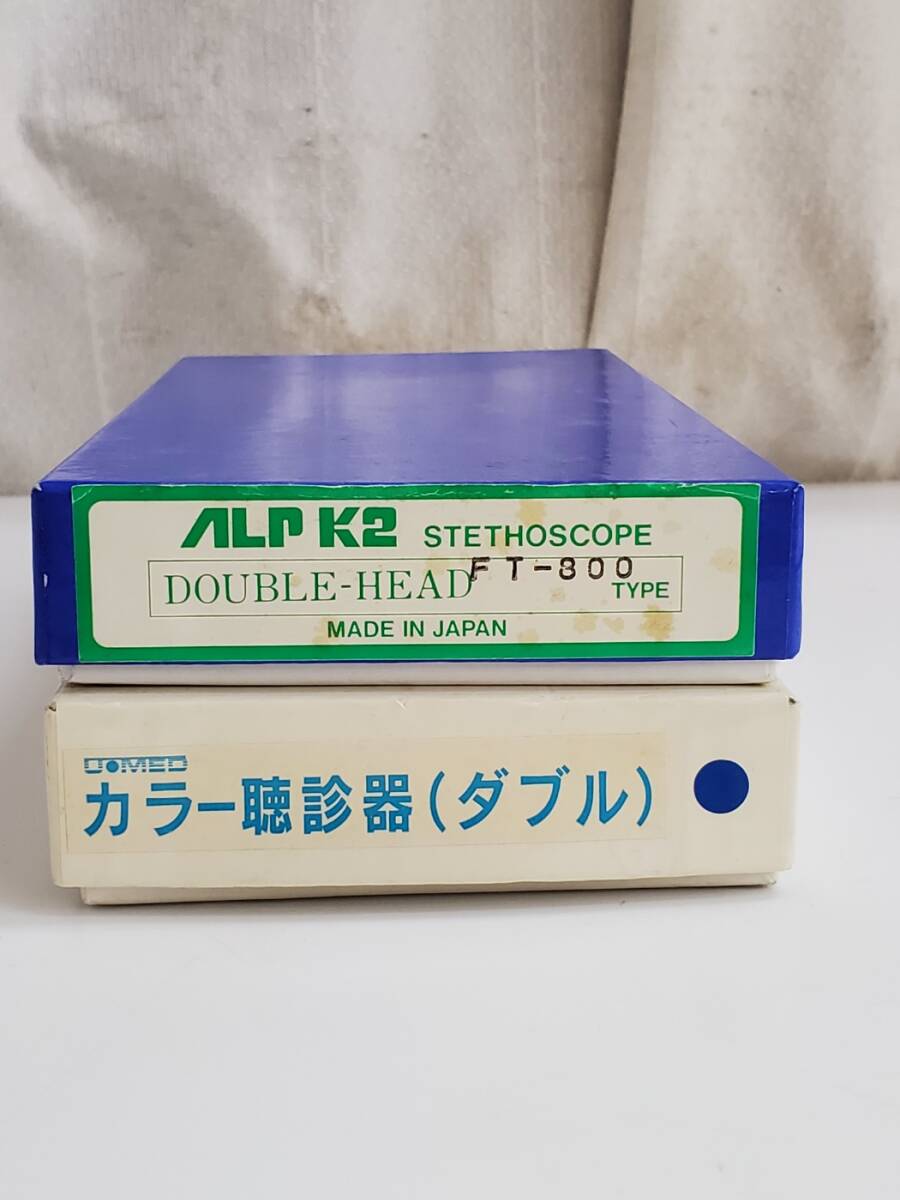 ALP K2 STETHOSCOPE
DOUBLE-HEAD FT-800 TYPE
MADE IN JAPAN
U•MED
カラー聴診器(ダブル)